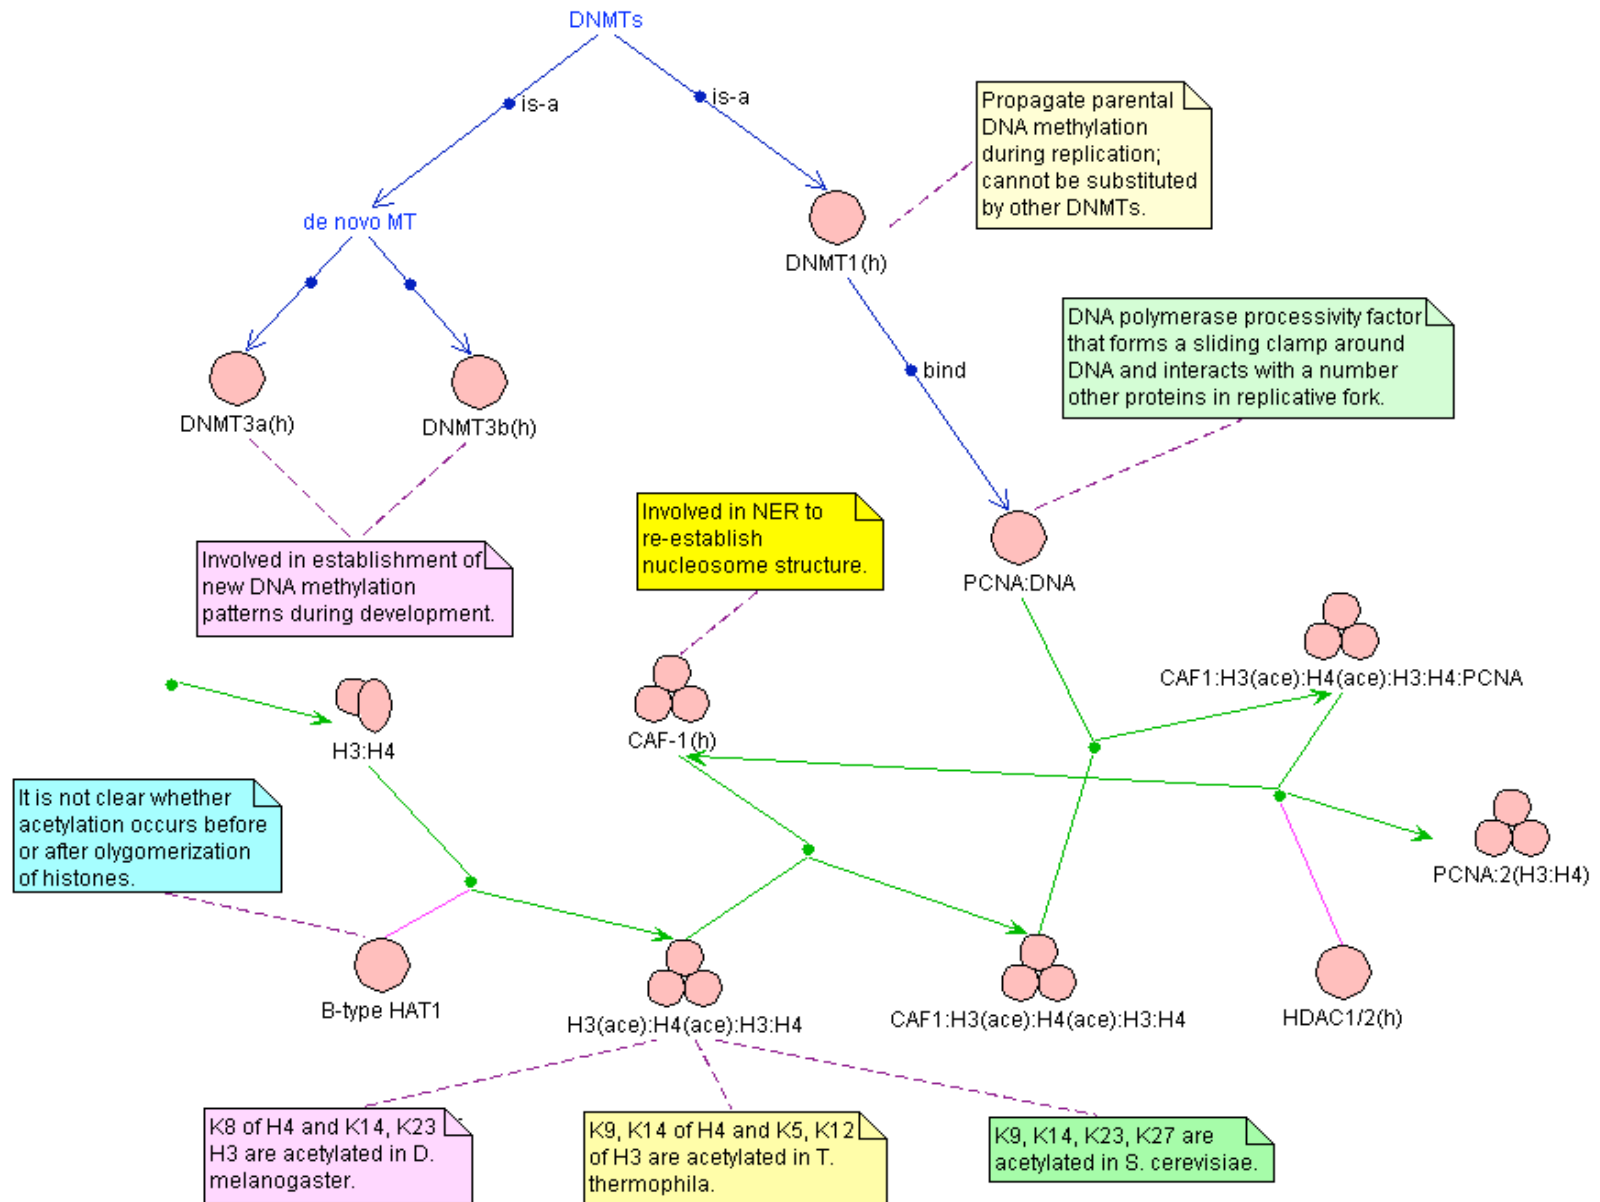 DNMTs
is-a
is-a
Propagate parental
DNA methylation
during replication;
cannot be substituted
by other DNMTs.
de novo MT
DNMT1(h)
DNA polymerase processivity factor
that forms a sliding clamp around
DNA and interacts with a number
other proteins in replicative fork.
bind
DNMT3a(h)
DNMT3b(h)
Involved in NER to
re-establish
nucleosome structure.
Involved in establishment of
new DNA methylation
patterns during development.
PCNA:DNA
CAF1:H3(ace):H4(ace):H3:H4:PCNA
H3:H4
CAF-1(h)
It is not clear whether
acetylation occurs before
or after olygomerization
of histones.
PCNA:2(H3:H4)
B-type HAT1
H3(ace):H4(ace):H3:H4
CAF1:H3(ace):H4(ace):H3:H4
HDAC1/2(h)
K8 of H4 and K14, K23
H3 are acetylated in D.
melanogaster.
K9, K14 of H4 and K5, K12
of H3 are acetylated in T.
thermophila.
K9, K14, K23, K27 are
acetylated in S. cerevisiae.